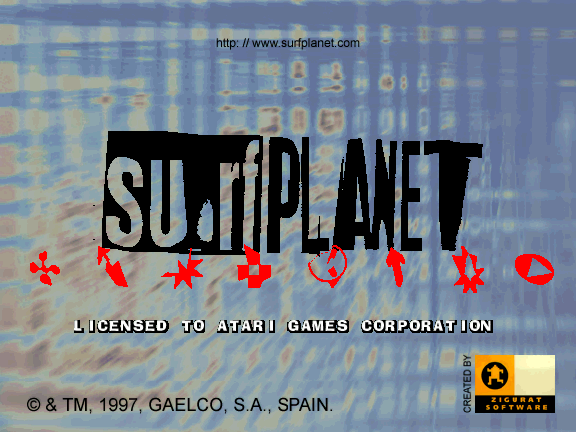 http: // www.surfplanet.com
SURFPLANET
LICENSED TO ATARI GAMES CORPORATION
CREATED BY
ZIGURAT
SOFTWARE
© & TM, 1997, GAELCO, S.A., SPAIN.